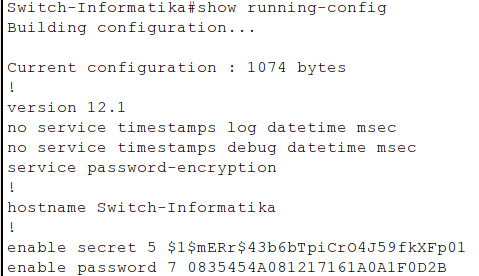 Switch-Informatika#show running-config
Building configuration...
Current configuration : 1074 bytes
!
version 12.1
no service timestamps log datetime msec
no service timestamps debug datetime msec
service password-encryption
!
hostname Switch-Informatika
!
enable secret 5 $1$mERr$43b6bTpiCrO4J59fkXFp01
enable password 7 0835454A081217161A0A1F0D2B